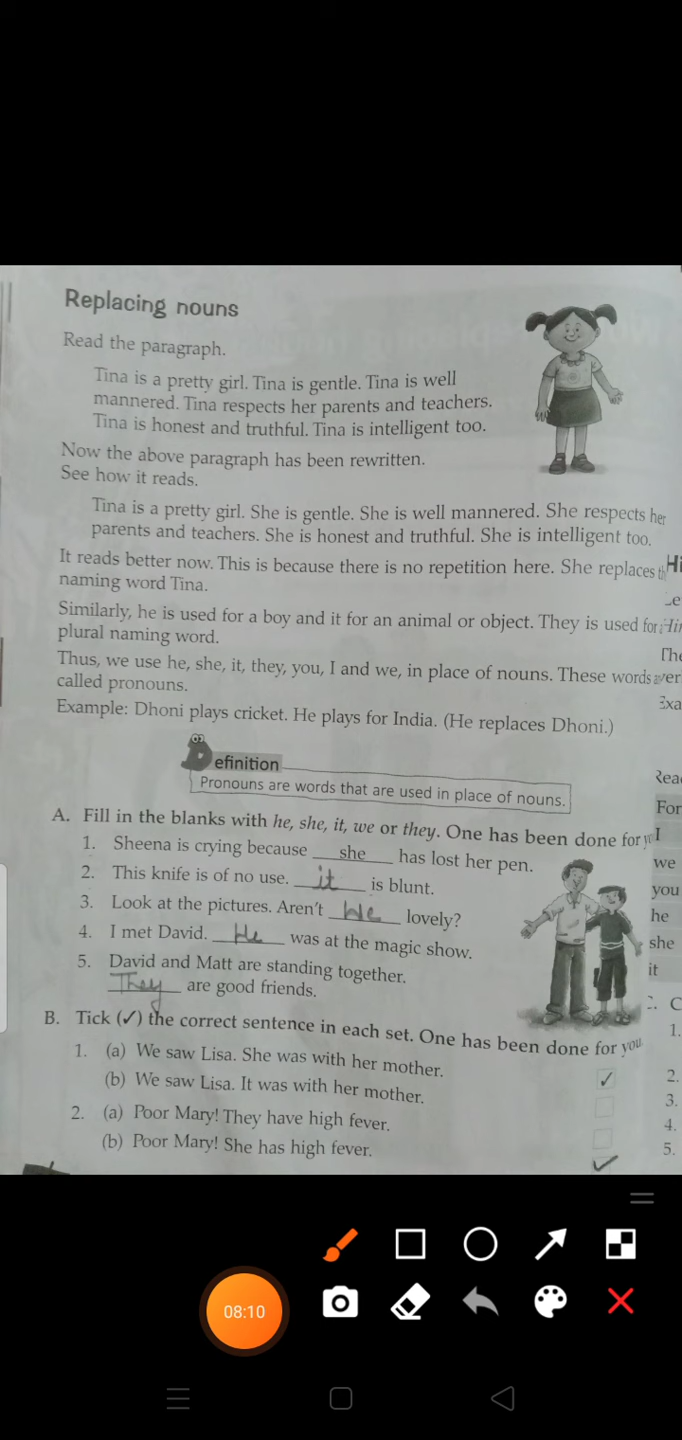 Replacing nouns
Read the paragraph.
Tina is a pretty girl. Tina is gentle. Tina is well
mannered. Tina respects her parents and teachers.
Tina is honest and truthful. Tina is intelligent too.
Now the above paragraph has been rewritten.
See how it reads.
Tina is a pretty girl. She is gentle. She is well mannered. She respects her
parents and teachers. She is honest and truthful. She is intelligent too.
It reads better now. This is because there is no repetition here. She replaces
naming word Tina.
Similarly, he is used for a boy and it for an animal or object. They is used for
plural naming word.
Thus, we use he, she, it, they, you, I and we, in place of nouns. These words
called pronouns.
Example: Dhoni plays cricket. He plays for India. (He replaces Dhoni.)
Definition
Pronouns are words that are used in place of nouns.
A. Fill in the blanks with he, she, it, we or they. One has been done for
1. Sheena is crying because she has lost her pen.
2. This knife is of no use. it is blunt.
3. Look at the pictures. Aren't lovely?
4. I met David. He was at the magic show.
5. David and Matt are standing together.
They are good friends.
B. Tick (✓) the correct sentence in each set. One has been done for you.
1. (a) We saw Lisa. She was with her mother. ✓
(b) We saw Lisa. It was with her mother.
2. (a) Poor Mary! They have high fever.
(b) Poor Mary! She has high fever. ✓
Hi
For
I
we
you
he
she
it
1.
2.
3.
4.
5.
08:10